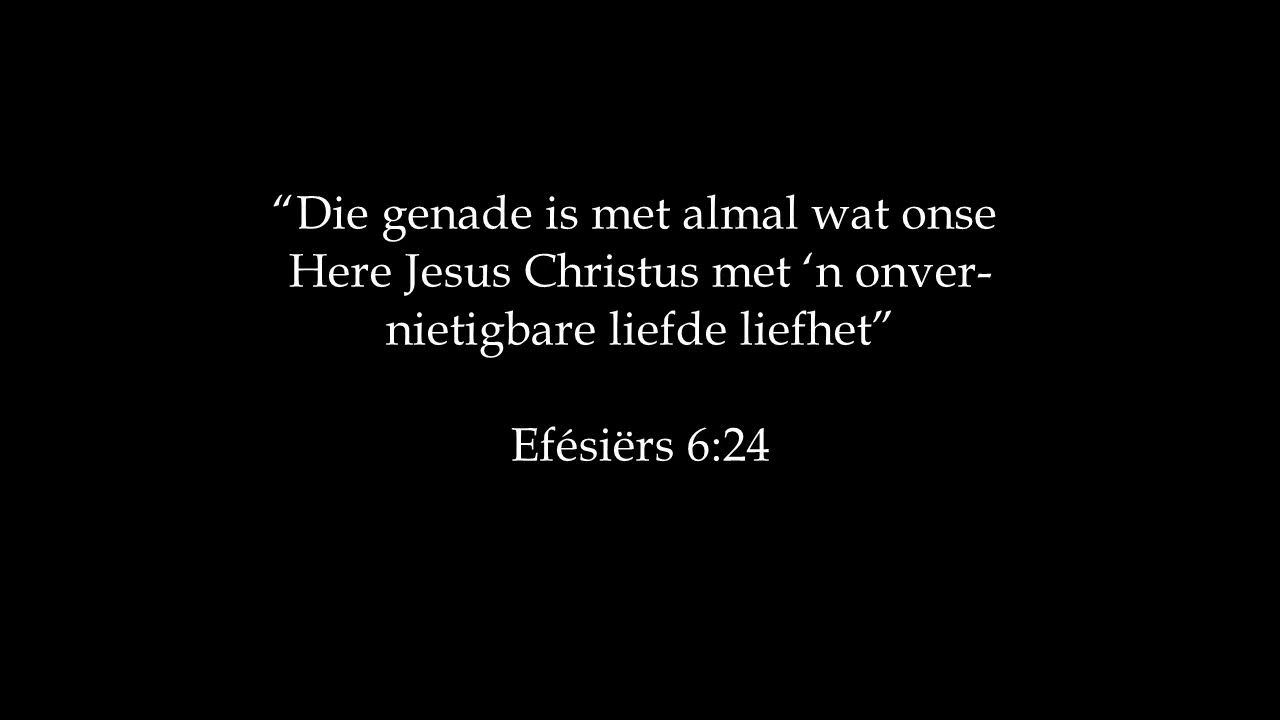 “Die genade is met almal wat onse
Here Jesus Christus met ‘n onver-
nietigbare liefde liefhet”
Efésiërs 6:24